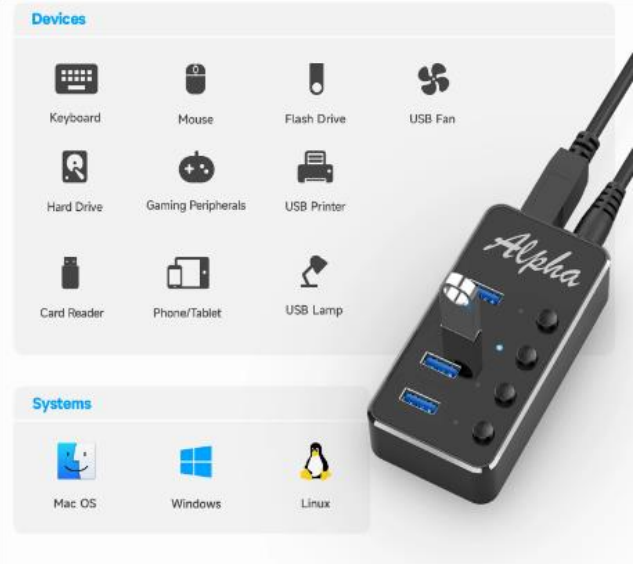 Devices
Keyboard
Mouse
Flash Drive
USB Fan
Hard Drive
Gaming Peripherals
USB Printer
Card Reader
Phone/Tablet
USB Lamp
Alpha
Systems
Mac OS
Windows
Linux